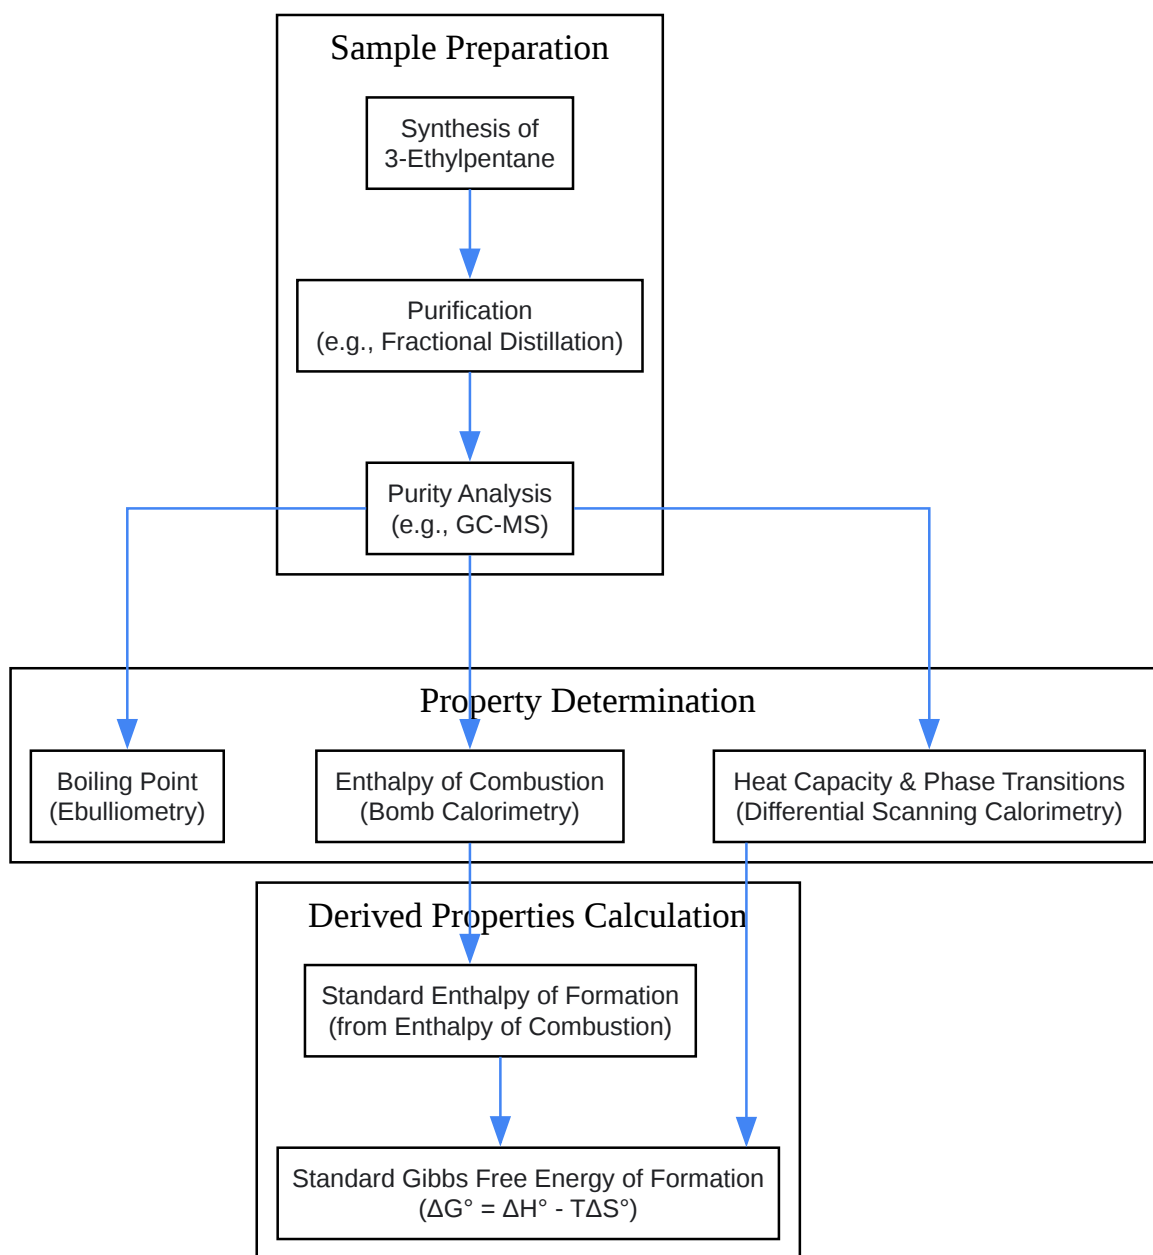 Sample Preparation
Synthesis of
3-Ethylpentane
Purification
(e.g., Fractional Distillation)
Purity Analysis
(e.g., GC-MS)
Property Determination
Boiling Point
(Ebulliometry)
Enthalpy of Combustion
(Bomb Calorimetry)
Heat Capacity & Phase Transitions
(Differential Scanning Calorimetry)
Derived Properties Calculation
Standard Enthalpy of Formation
(from Enthalpy of Combustion)
Standard Gibbs Free Energy of Formation
(ΔG° = ΔH° - TΔS°)